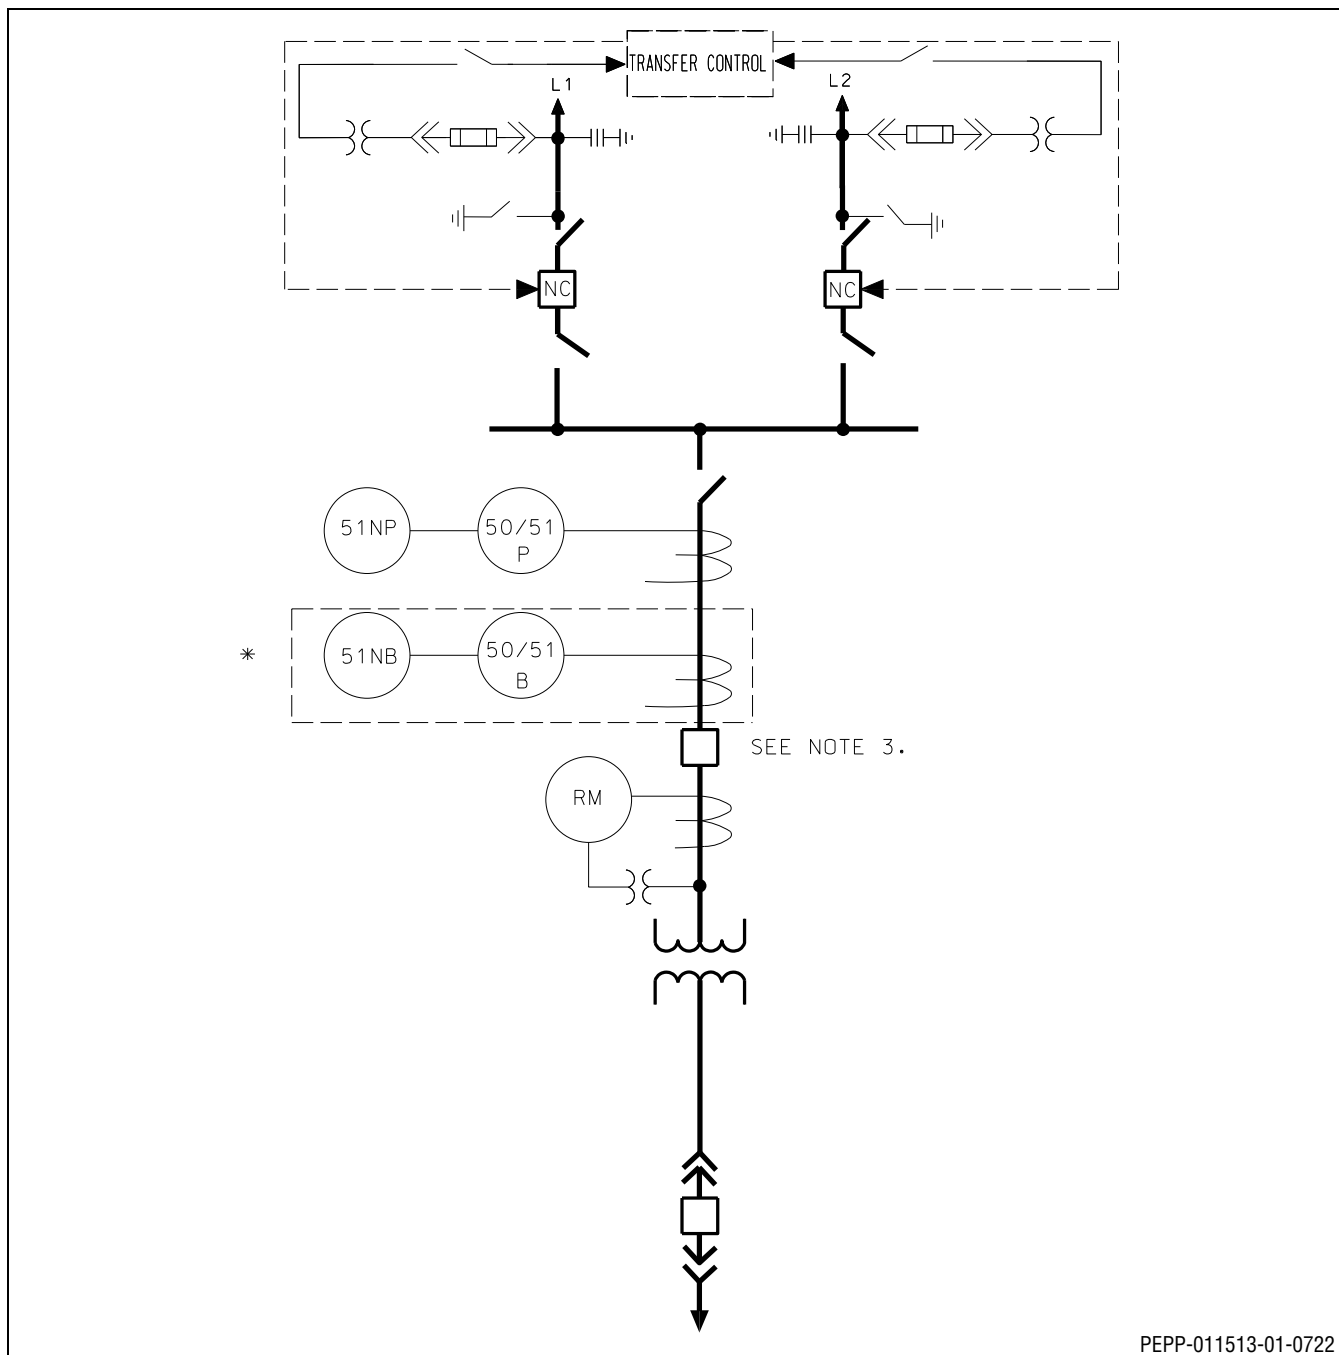 TRANSFER CONTROL
L1
L2
NC
NC
51NP
50/51
P
*
51NB
50/51
B
SEE NOTE 3.
RM
PEPP-011513-01-0722